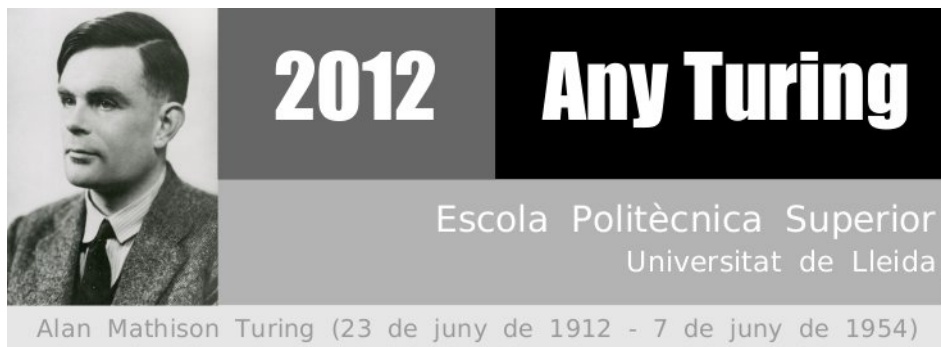 2012 Any Turing
Escola Politècnica Superior
Universitat de Lleida
Alan Mathison Turing (23 de juny de 1912 - 7 de juny de 1954)